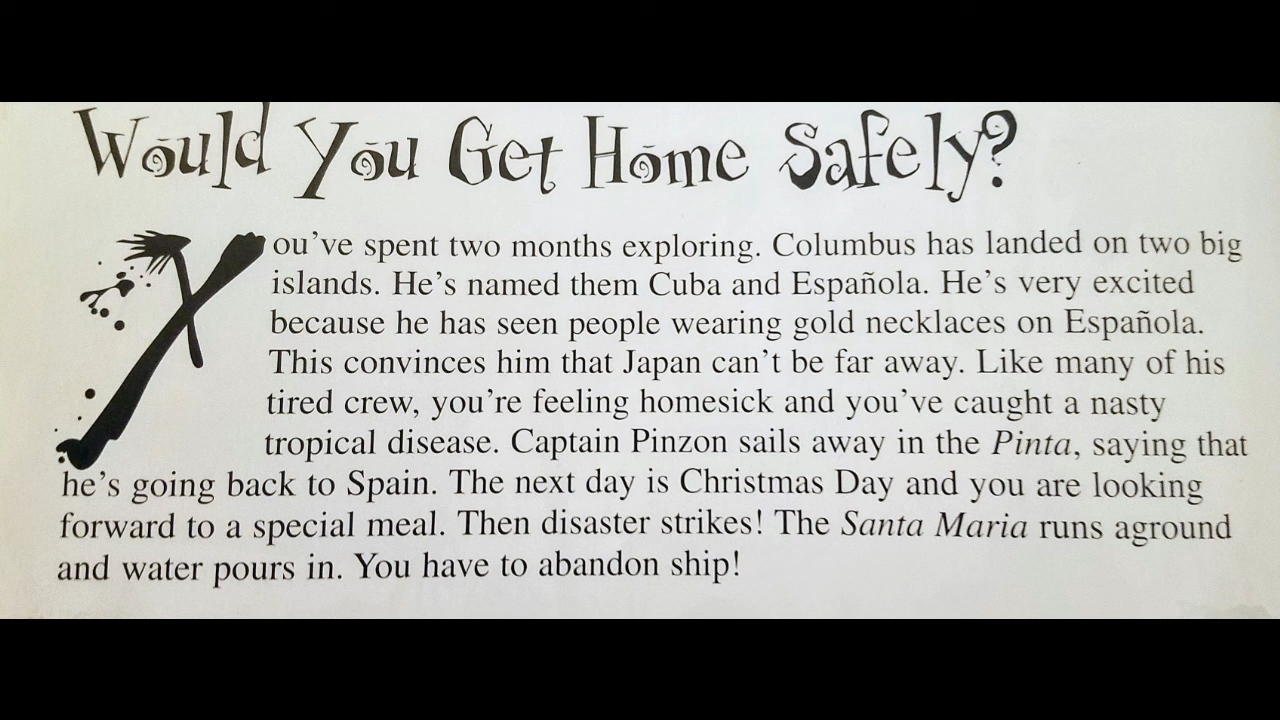 Would You Get Home Safely?
You've spent two months exploring. Columbus has landed on two big
islands. He's named them Cuba and Española. He's very excited
because he has seen people wearing gold necklaces on Española.
This convinces him that Japan can't be far away. Like many of his
tired crew, you're feeling homesick and you've caught a nasty
tropical disease. Captain Pinzon sails away in the Pinta, saying that
he's going back to Spain. The next day is Christmas Day and you are looking
forward to a special meal. Then disaster strikes! The Santa Maria runs aground
and water pours in. You have to abandon ship!